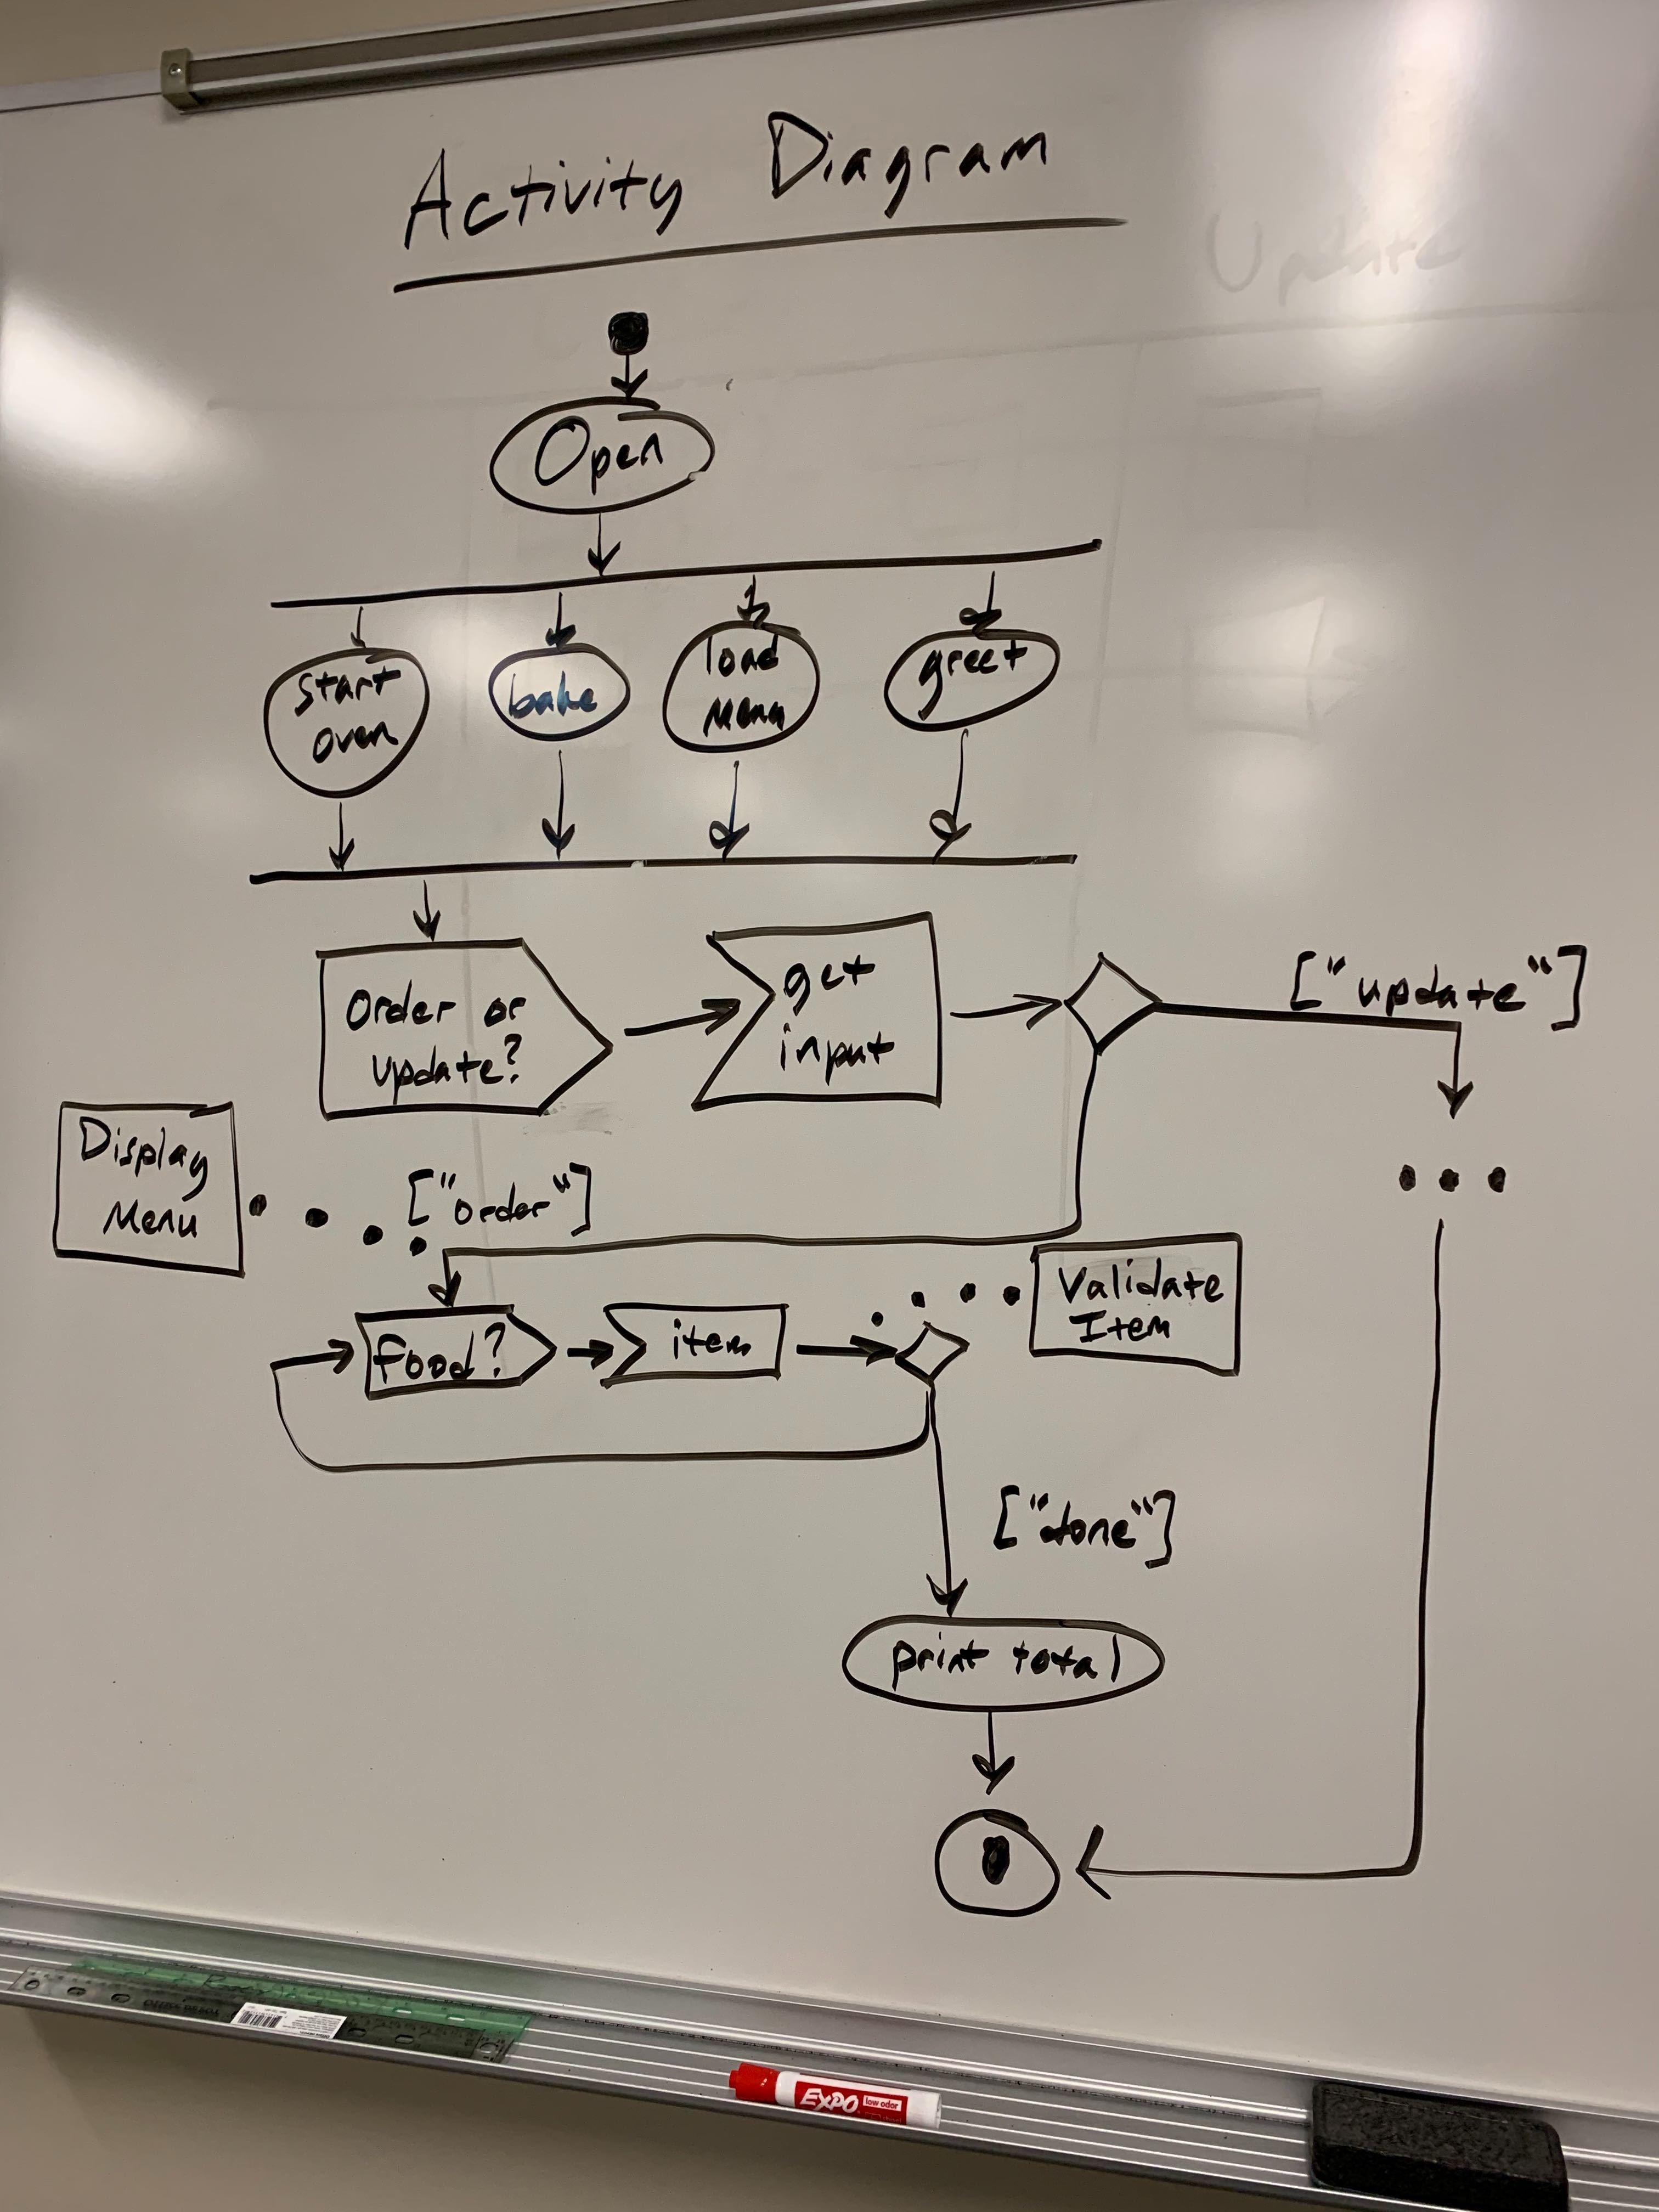 Activity Diagram
Update
Open
start
oven
bake
load
Menu
greet
Order or
update?
get
input
["update"]
Display
Menu
["order"]
Validate
Item
food?
item
["done"]
print total
EXPO
low odor